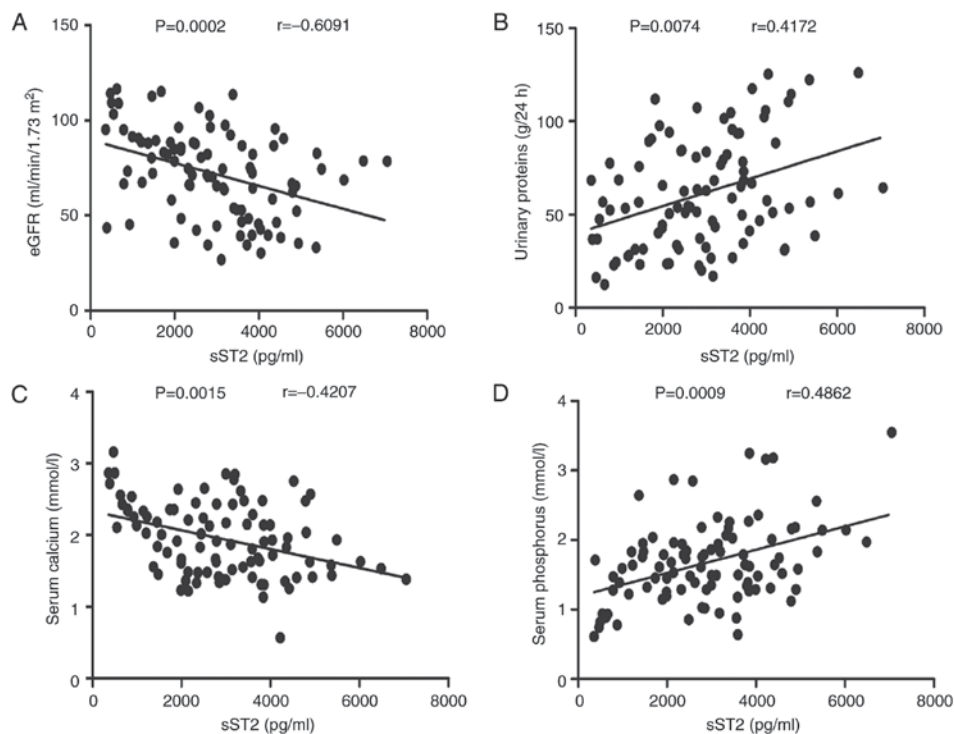 A
P=0.0002 r=−0.6091
150
100
50
0
eGFR (ml/min/1.73 m²)
0 2000 4000 6000 8000
sST2 (pg/ml)
B
P=0.0074 r=0.4172
150
100
50
0
Urinary proteins (g/24 h)
0 2000 4000 6000 8000
sST2 (pg/ml)
C
P=0.0015 r=−0.4207
4
3
2
1
0
Serum calcium (mmol/l)
0 2000 4000 6000 8000
sST2 (pg/ml)
D
P=0.0009 r=0.4862
4
3
2
1
0
Serum phosphorus (mmol/l)
0 2000 4000 6000 8000
sST2 (pg/ml)